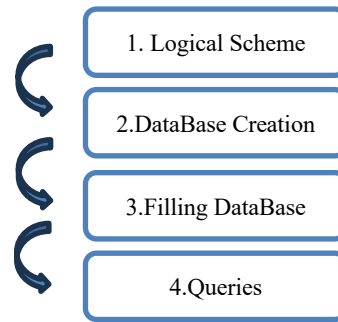 1. Logical Scheme
2.DataBase Creation
3.Filling DataBase
4.Queries